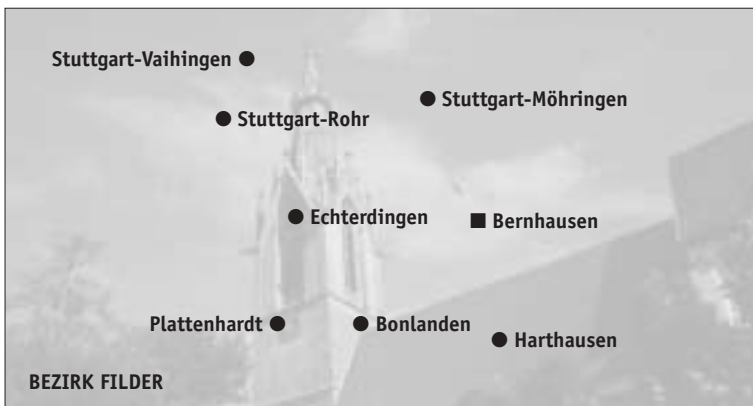 Stuttgart-Vaihingen
Stuttgart-Möhringen
Stuttgart-Rohr
Echterdingen
Bernhausen
Plattenhardt
Bonlanden
Harthausen
BEZIRK FILDER